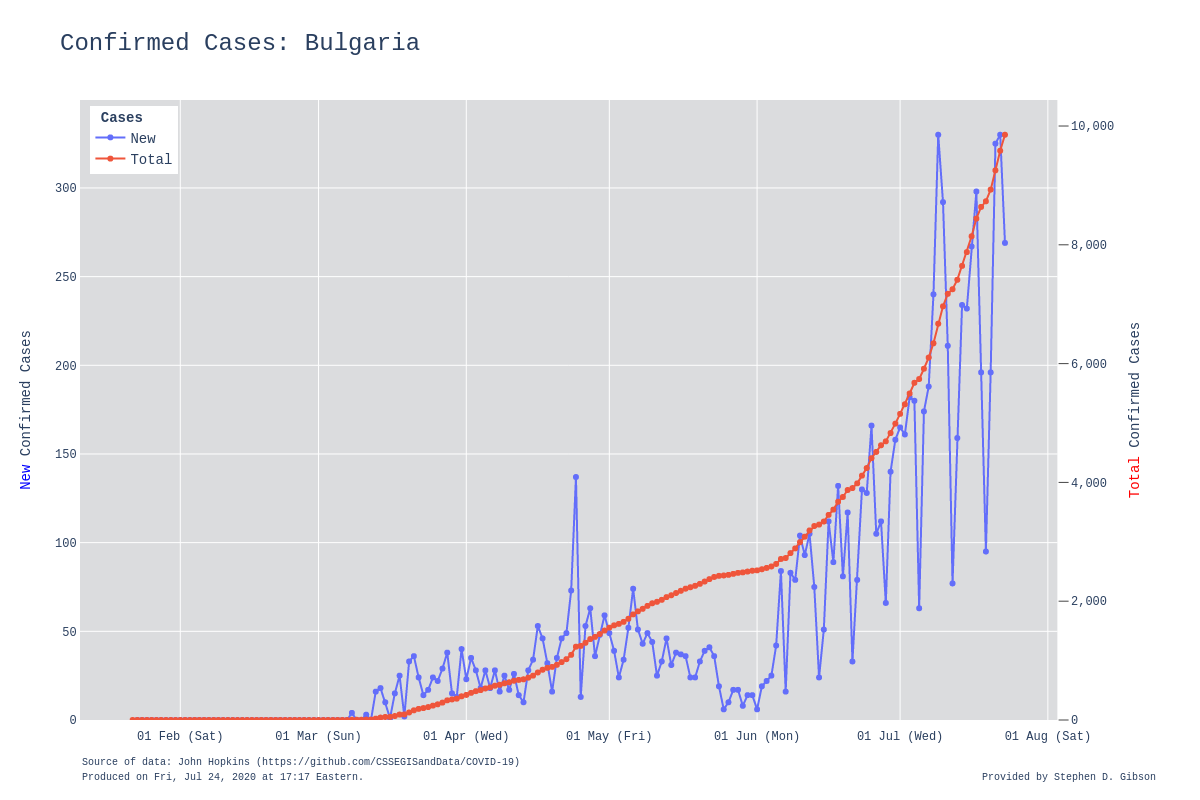 Confirmed Cases: Bulgaria
Cases
New
Total
300
250
200
150
100
50
0
New Confirmed Cases
10,000
8,000
6,000
4,000
2,000
0
Total Confirmed Cases
01 Feb (Sat)
01 Mar (Sun)
01 Apr (Wed)
01 May (Fri)
01 Jun (Mon)
01 Jul (Wed)
01 Aug (Sat)
Source of data: John Hopkins (https://github.com/CSSEGISandData/COVID-19)
Produced on Fri, Jul 24, 2020 at 17:17 Eastern.
Provided by Stephen D. Gibson